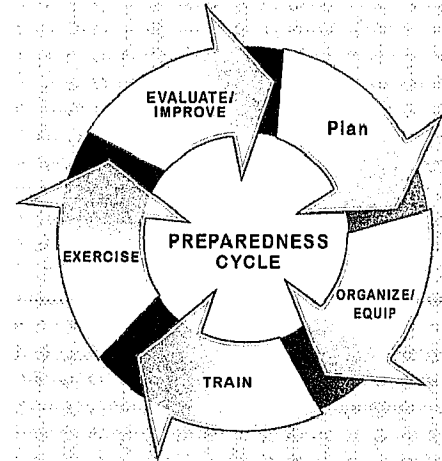 EVALUATE/
IMPROVE
Plan
PREPAREDNESS
CYCLE
EXERCISE
ORGANIZE/
EQUIP
TRAIN